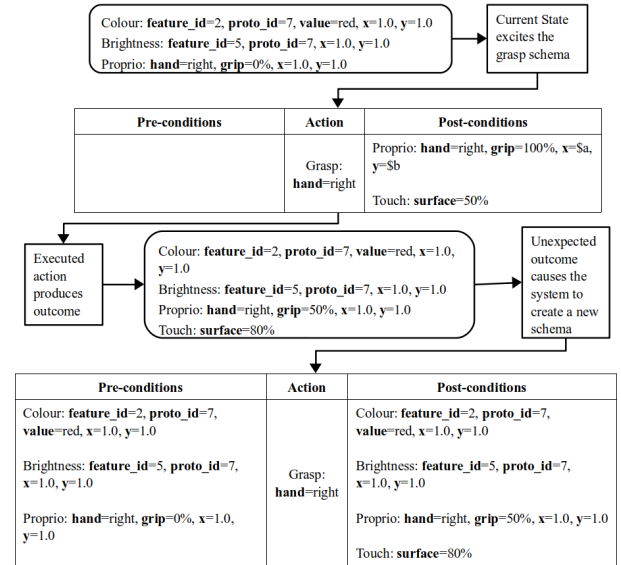 Colour: feature_id=2, proto_id=7, value=red, x=1.0,
y=1.0
Brightness: feature_id=5, proto_id=7, x=1.0, y=1.0
Proprio: hand=right, grip=0%, x=1.0, y=1.0
Current State
excites the
grasp schema
Pre-conditions
Action
Post-conditions
Grasp:
hand=right
Proprio: hand=right, grip=100%, x=$a,
y=$b
Touch: surface=50%
Executed
action
produces
outcome
Colour: feature_id=2, proto_id=7, value=red, x=1.0,
y=1.0
Brightness: feature_id=5, proto_id=7, x=1.0, y=1.0
Proprio: hand=right, grip=50%, x=1.0, y=1.0
Touch: surface=80%
Unexpected
outcome
causes the
system to
create a new
schema
Pre-conditions
Action
Post-conditions
Colour: feature_id=2, proto_id=7,
value=red, x=1.0, y=1.0
Brightness: feature_id=5, proto_id=7,
x=1.0, y=1.0
Proprio: hand=right, grip=0%, x=1.0,
y=1.0
Grasp:
hand=right
Colour: feature_id=2, proto_id=7,
value=red, x=1.0, y=1.0
Brightness: feature_id=5, proto_id=7,
x=1.0, y=1.0
Proprio: hand=right, grip=50%, x=1.0, y=1.0
Touch: surface=80%